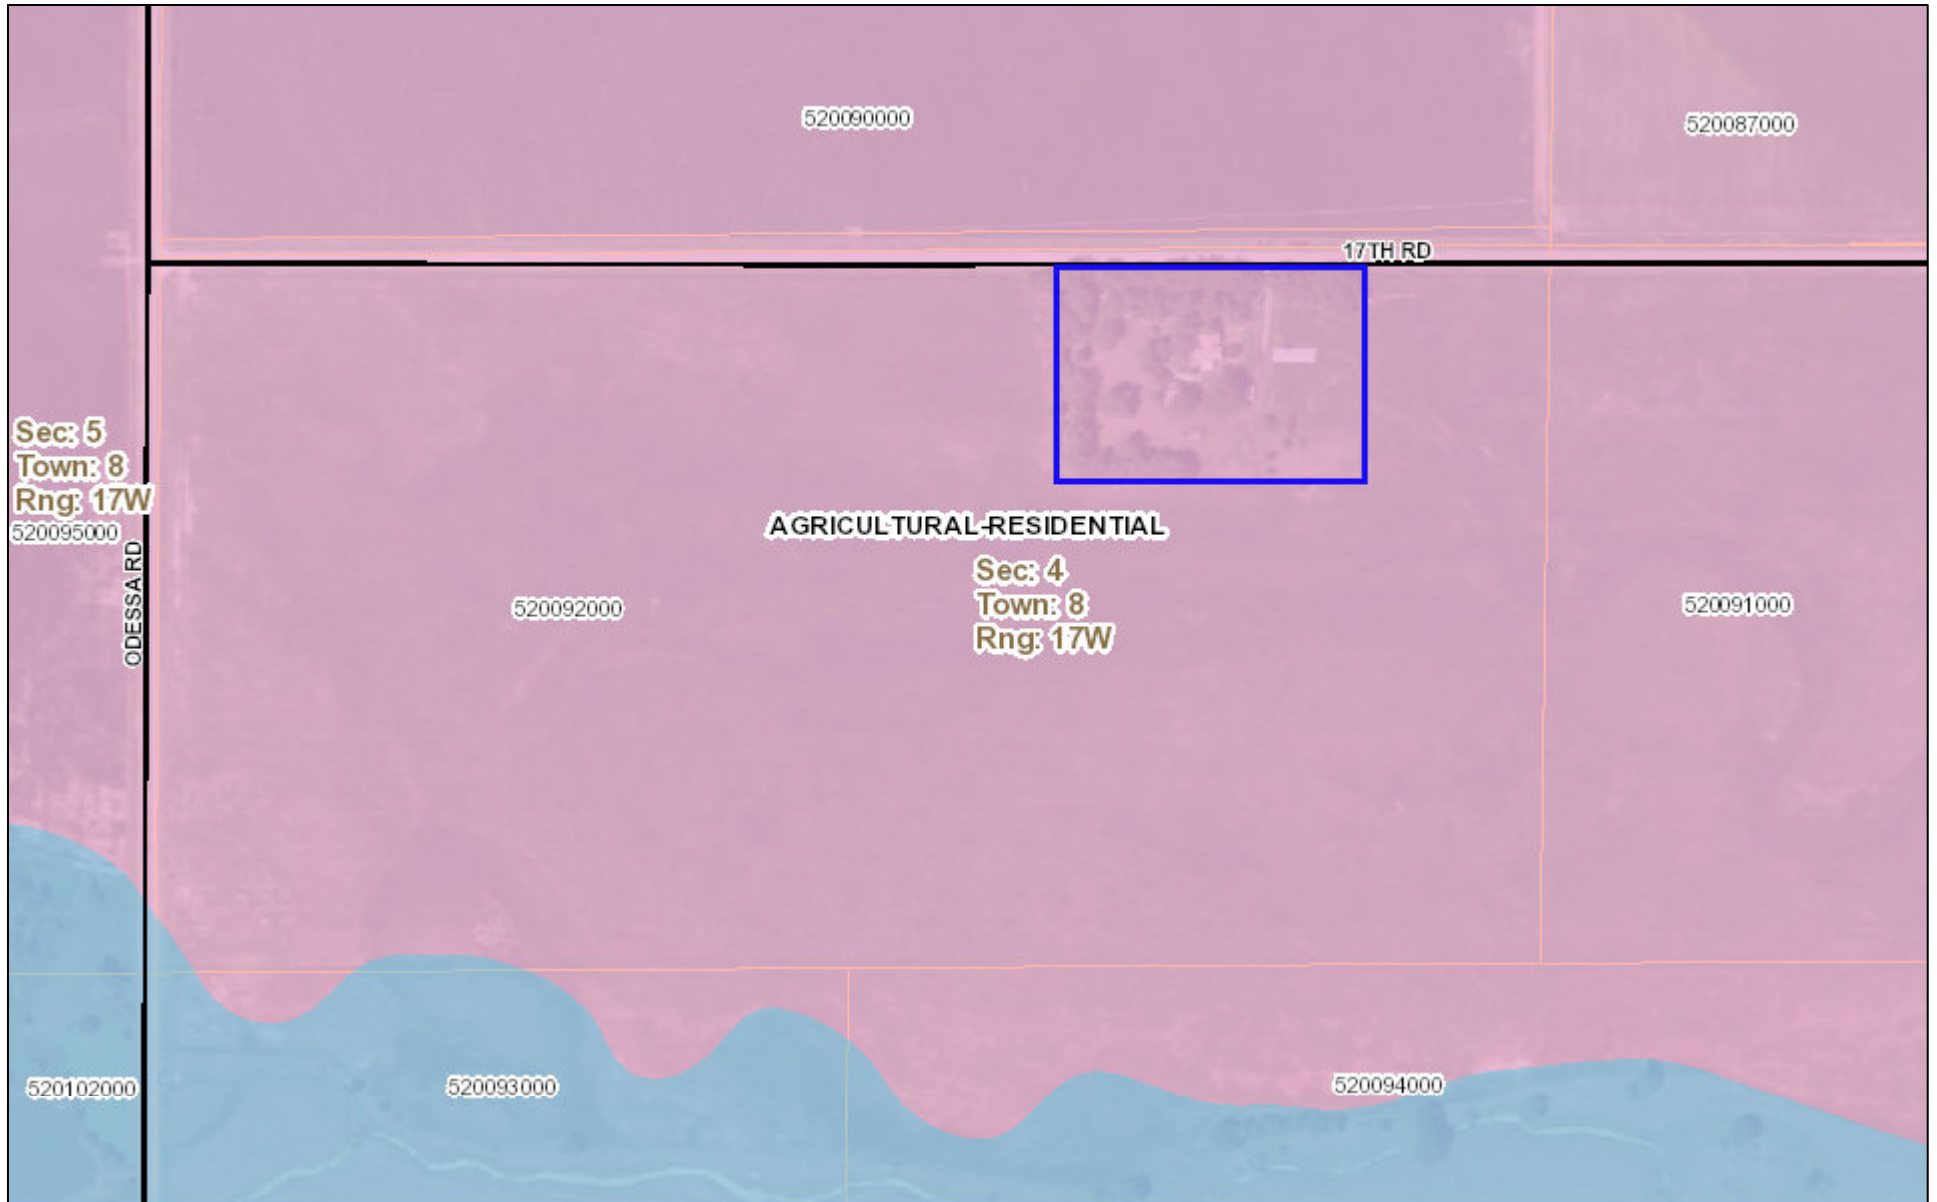 520090000
520087000
17TH RD
Sec: 5
Town: 8
Rng: 17W
520095000
ODESSA RD
AGRICULTURAL-RESIDENTIAL
Sec: 4
Town: 8
Rng: 17W
520092000
520091000
520102000
520093000
520094000